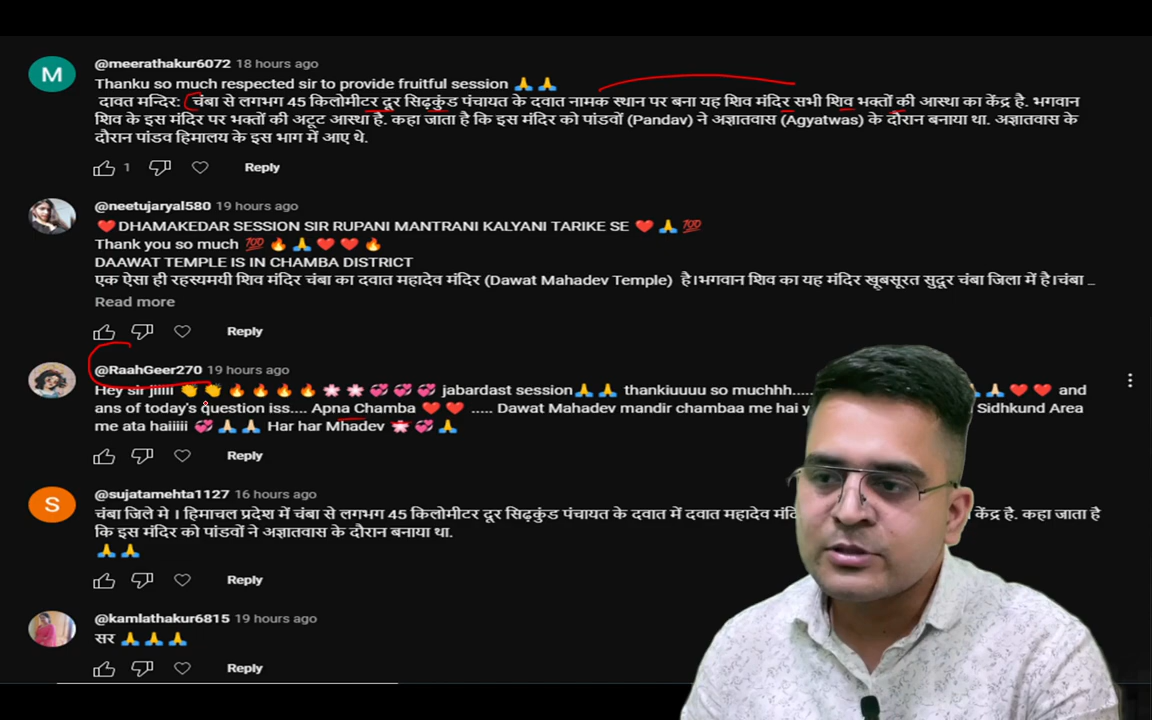 M
@meerathakur6072 18 hours ago
Thanku so much respected sir to provide fruitful session 🙏 🙏
दावत मन्दिर: चंबा से लगभग 45 किलोमीटर दूर सिढ़कुंड पंचायत के दवात नामक स्थान पर बना यह शिव मंदिर सभी शिव भक्तों की आस्था का केंद्र है. भगवान
शिव के इस मंदिर पर भक्तों की अटूट आस्था है. कहा जाता है कि इस मंदिर को पांडवों (Pandav) ने अज्ञातवास (Agyatwas) के दौरान बनाया था. अज्ञातवास के
दौरान पांडव हिमालय के इस भाग में आए थे.
1 Reply
@neetujaryal580 19 hours ago
❤️DHAMAKEDAR SESSION SIR RUPANI MANTRANI KALYANI TARIKE SE ❤️ 🙏 💯
Thank you so much 💯 🔥 🙏 ❤️ ❤️ 🔥
DAAWAT TEMPLE IS IN CHAMBA DISTRICT
एक ऐसा ही रहस्यमयी शिव मंदिर चंबा का दवात महादेव मंदिर (Dawat Mahadev Temple) है।भगवान शिव का यह मंदिर खूबसूरत सुदूर चंबा जिला में है।चंबा ...
Read more
Reply
@RaahGeer270 19 hours ago
Hey sir jiiiii 👏 👏 🔥 🔥 🔥 🔥 🌸 🌸 💞 💞 💞 jabardast session🙏 🙏 thankiuuuu so muchhh..... 🙏🏻 🙏🏻 ❤️ ❤️ and
ans of today's question iss.... Apna Chamba ❤️ ❤️ ..... Dawat Mahadev mandir chambaa me hai Sidhkund Area
me ata haiiiii 💞 🙏🏻 🙏🏻 Har har Mhadev 🌸 💞 🙏
Reply
S
@sujatamehta1127 16 hours ago
चंबा जिले मे । हिमाचल प्रदेश में चंबा से लगभग 45 किलोमीटर दूर सिढ़कुंड पंचायत के दवात में दवात महादेव केंद्र है. कहा जाता है
कि इस मंदिर को पांडवों ने अज्ञातवास के दौरान बनाया था.
🙏 🙏
Reply
@kamlathakur6815 19 hours ago
सर 🙏 🙏 🙏
Reply